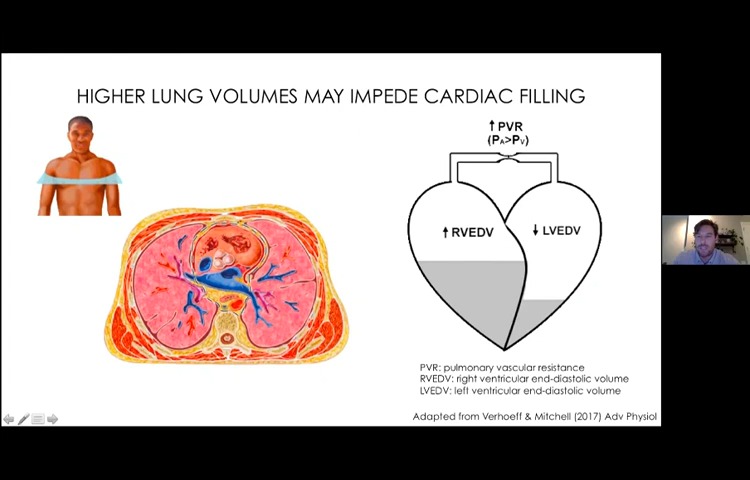 HIGHER LUNG VOLUMES MAY IMPEDE CARDIAC FILLING
↑PVR
(PA>PV)
↑RVEDV
↓LVEDV
PVR: pulmonary vascular resistance
RVEDV: right ventricular end-diastolic volume
LVEDV: left ventricular end-diastolic volume
Adapted from Verhoeff & Mitchell (2017) Adv Physiol